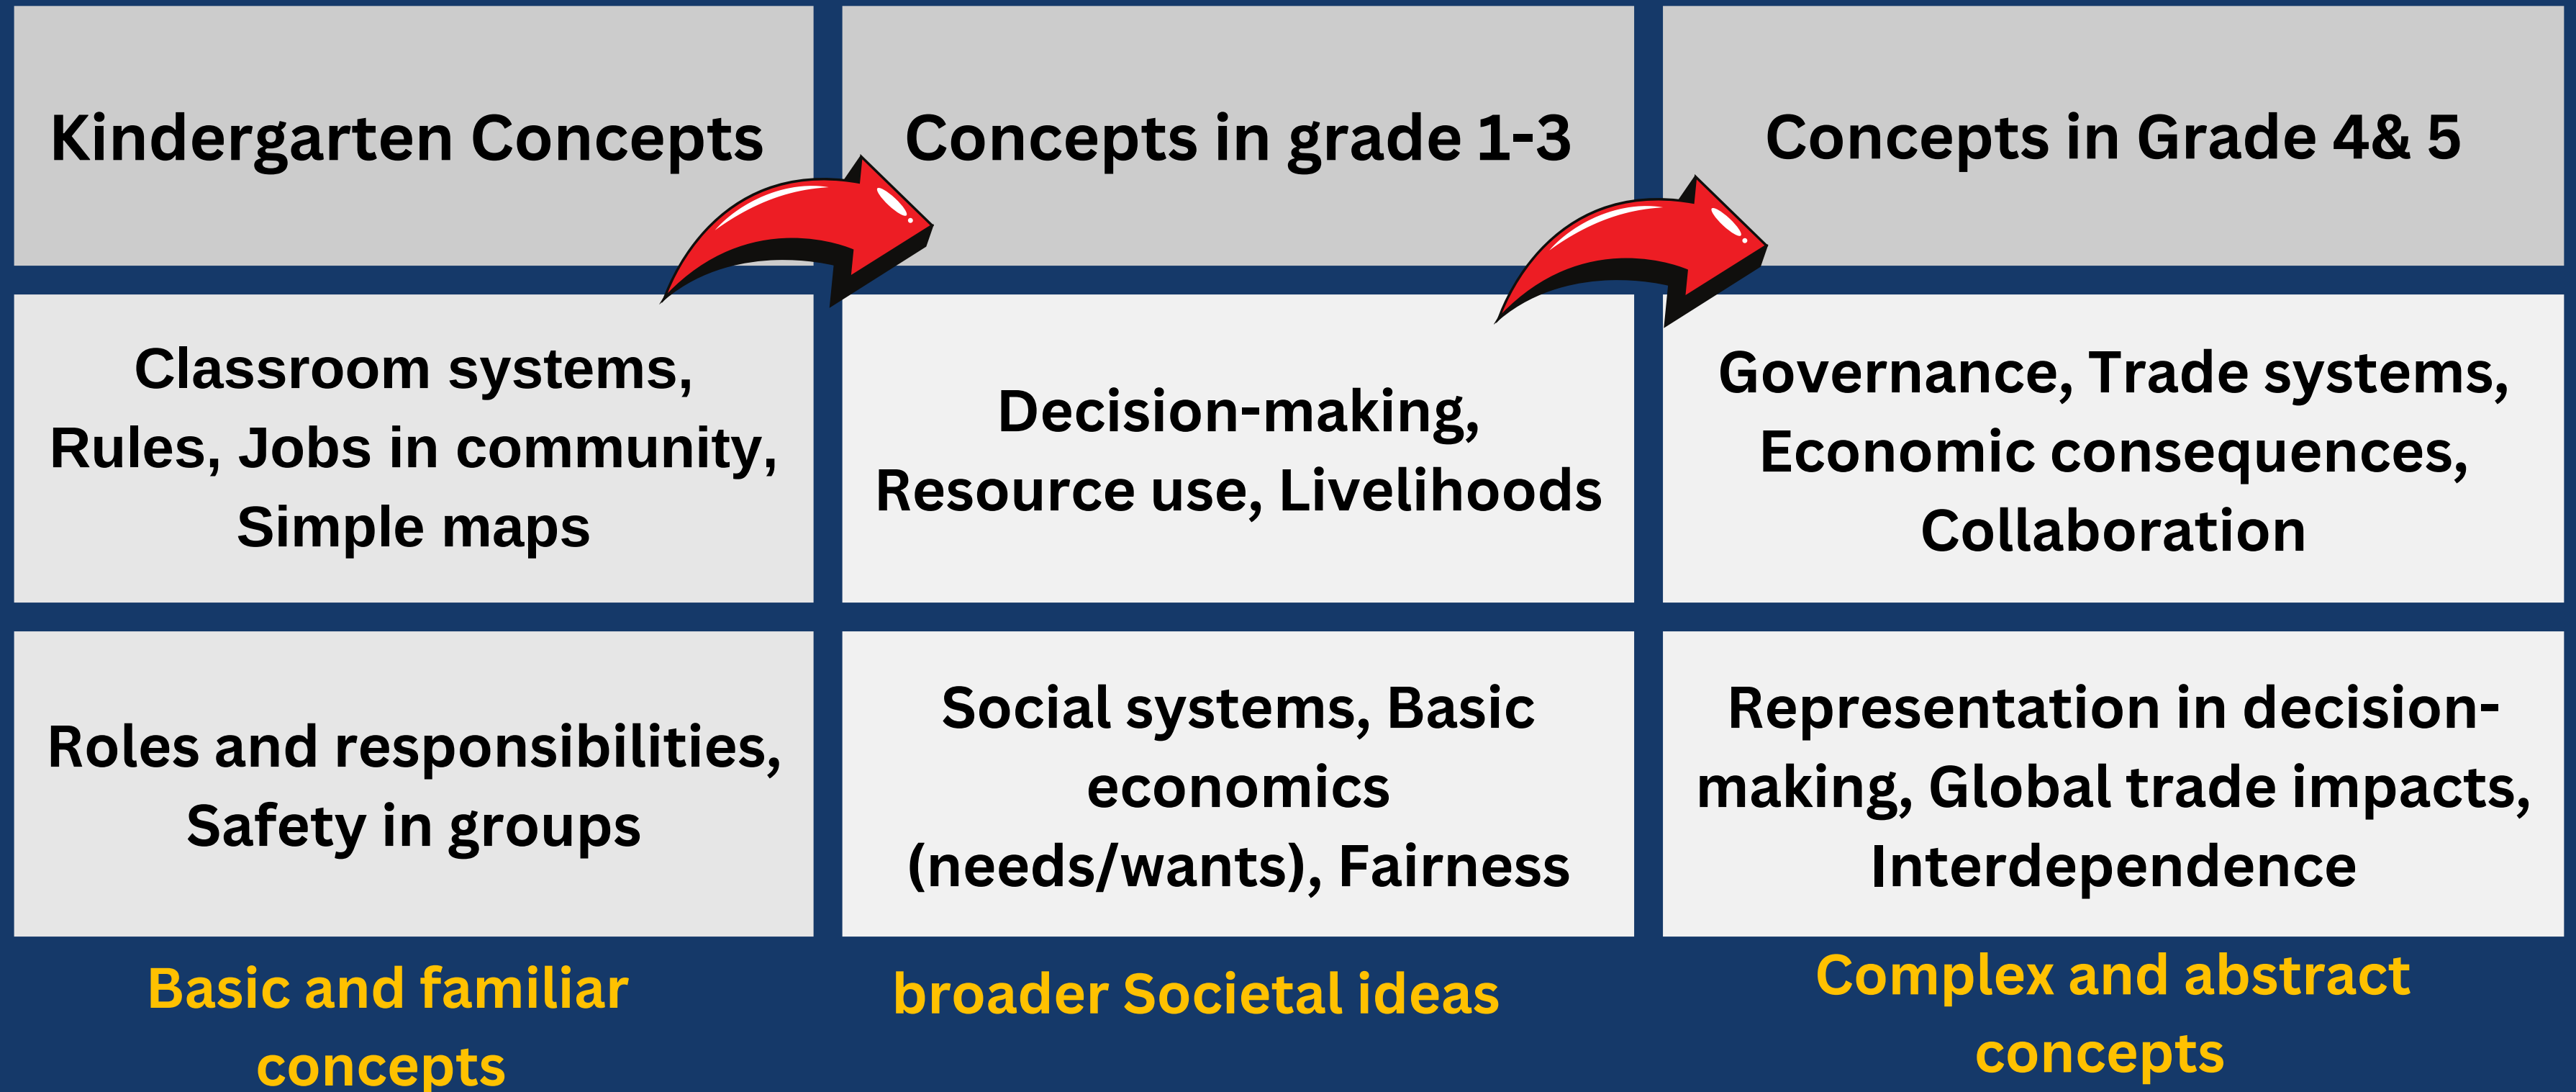 Kindergarten Concepts
Concepts in grade 1-3
Concepts in Grade 4& 5
Classroom systems,
Rules, Jobs in community,
Simple maps
Decision-making,
Resource use, Livelihoods
Governance, Trade systems,
Economic consequences,
Collaboration
Roles and responsibilities,
Safety in groups
Social systems, Basic
economics
(needs/wants), Fairness
Representation in decision-
making, Global trade impacts,
Interdependence
Basic and familiar
concepts
broader Societal ideas
Complex and abstract
concepts